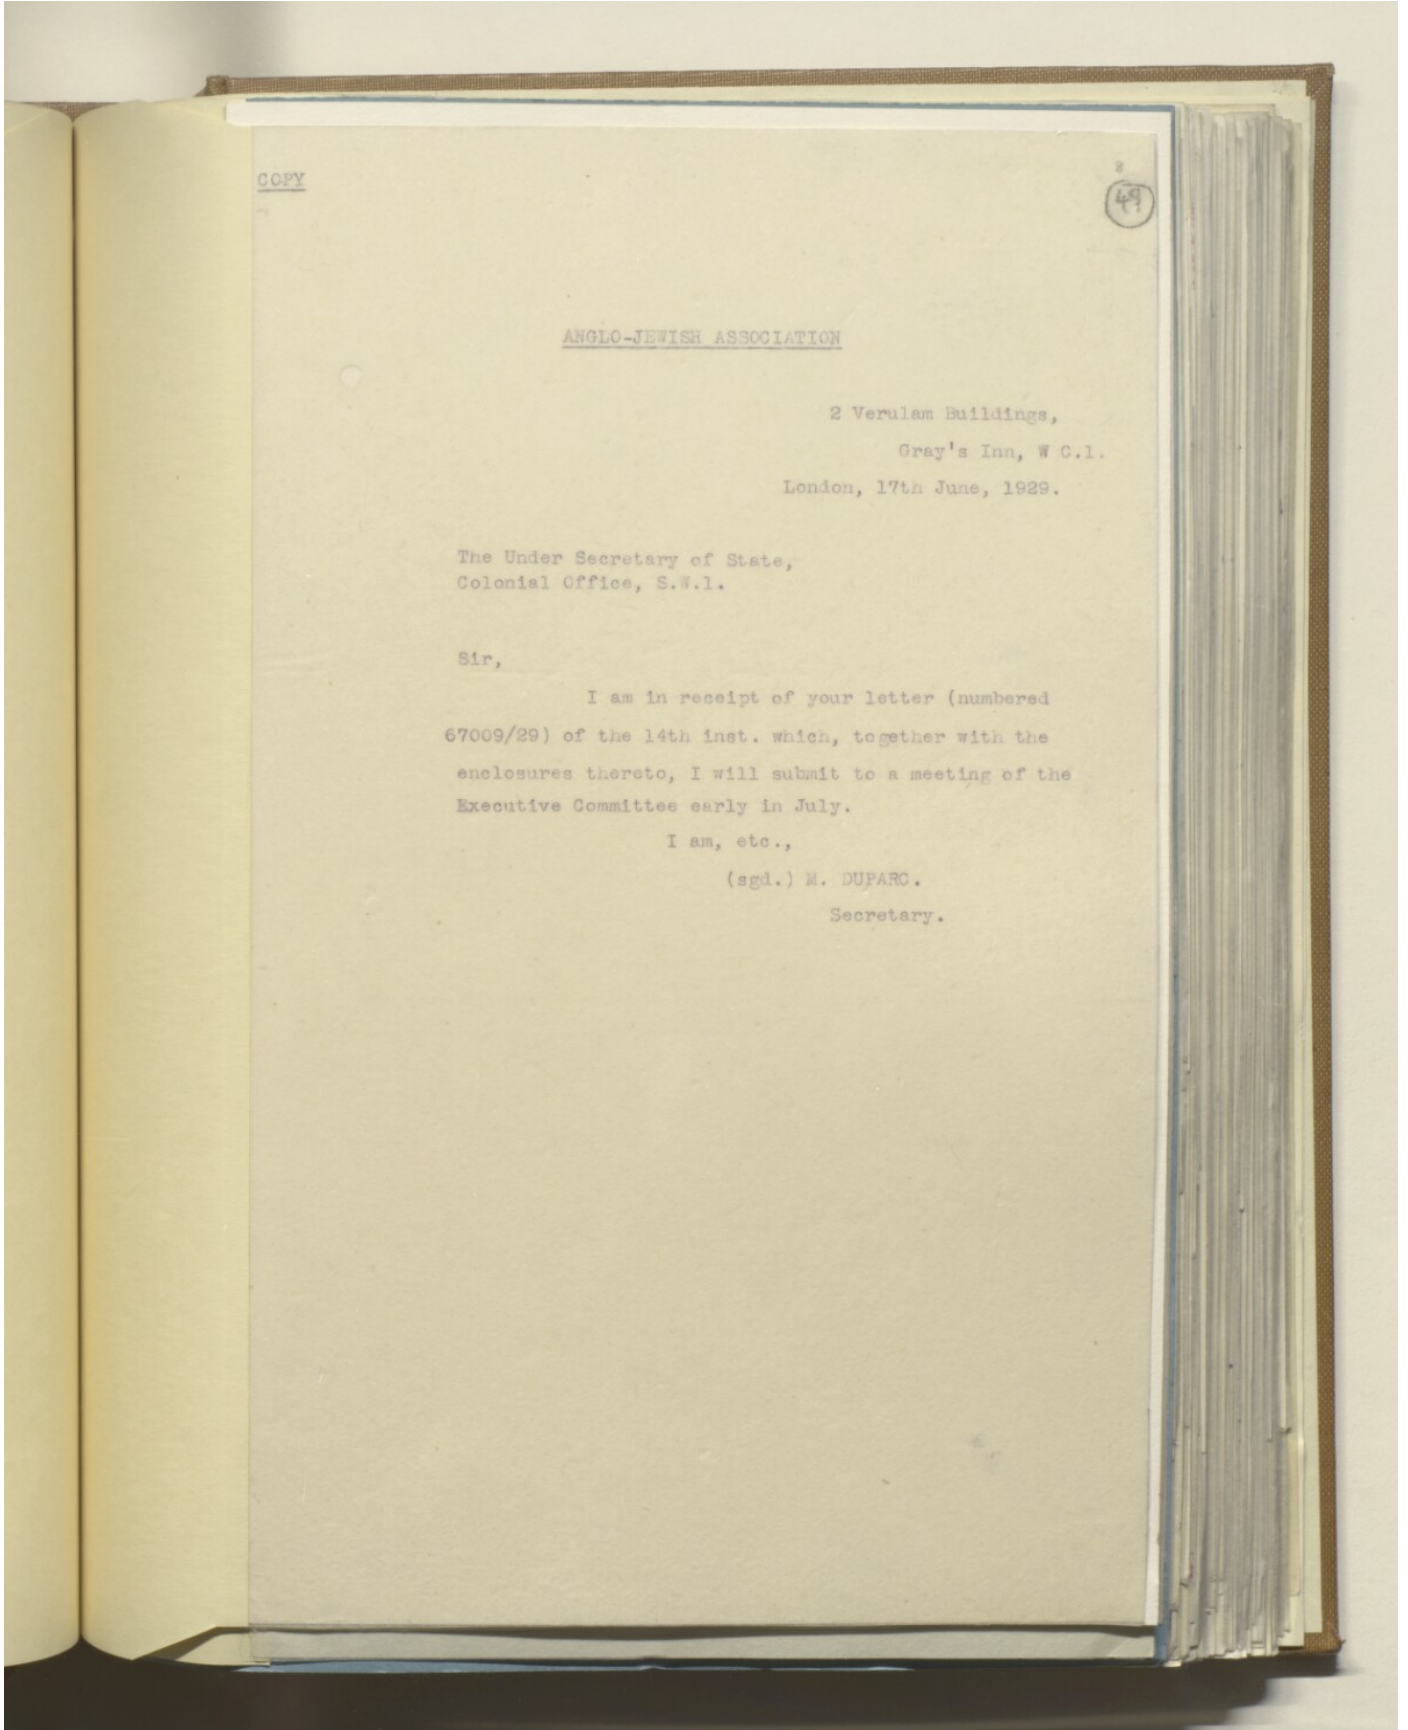 COPY
8
49
ANGLO-JEWISH ASSOCIATION
2 Verulam Buildings,
Gray's Inn, W C.1.
London, 17th June, 1929.
The Under Secretary of State,
Colonial Office, S.W.1.
Sir,
I am in receipt of your letter (numbered
67009/29) of the 14th inst. which, together with the
enclosures thereto, I will submit to a meeting of the
Executive Committee early in July.
I am, etc.,
(sgd.) M. DUPARC.
Secretary.